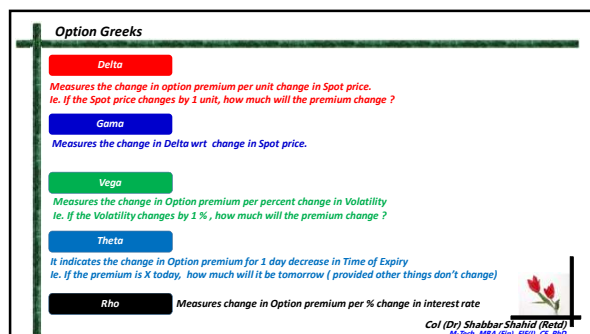 Option Greeks
Delta
Measures the change in option premium per unit change in Spot price.
Ie. If the Spot price changes by 1 unit, how much will the premium change ?
Gama
Measures the change in Delta wrt change in Spot price.
Vega
Measures the change in Option premium per percent change in Volatility
Ie. If the Volatility changes by 1 % , how much will the premium change ?
Theta
It indicates the change in Option premium for 1 day decrease in Time of Expiry
Ie. If the premium is X today, how much will it be tomorrow ( provided other things don't change)
Rho
Measures change in Option premium per % change in interest rate
Col (Dr) Shabbar Shahid (Retd)
M-Tech, MBA (Fin), FIE(I), CE, PhD